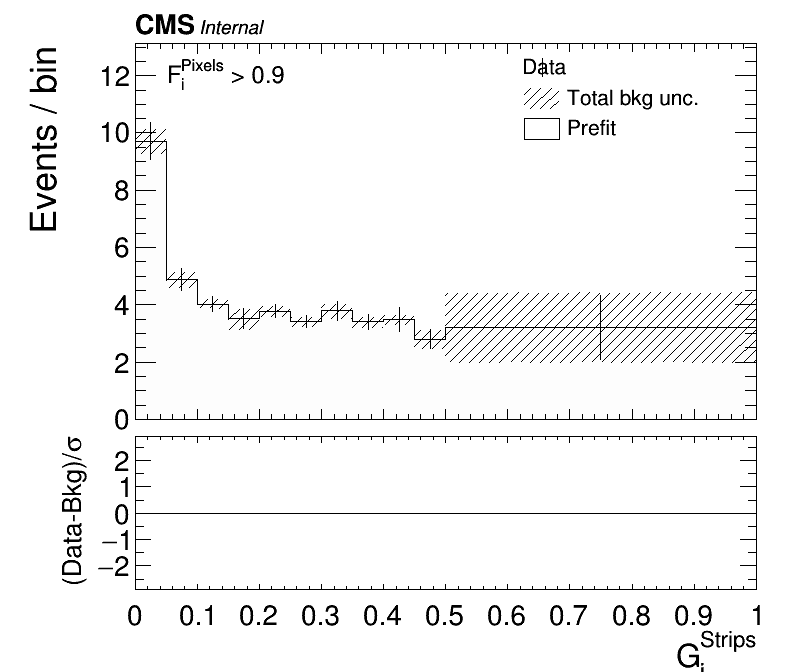 CMS Internal
F_i^Pixels > 0.9
Data
Total bkg unc.
Prefit
Events / bin
12
10
8
6
4
2
0
(Data-Bkg)/σ
2
1
0
−1
−2
0 0.1 0.2 0.3 0.4 0.5 0.6 0.7 0.8 0.9 1
G_i^Strips